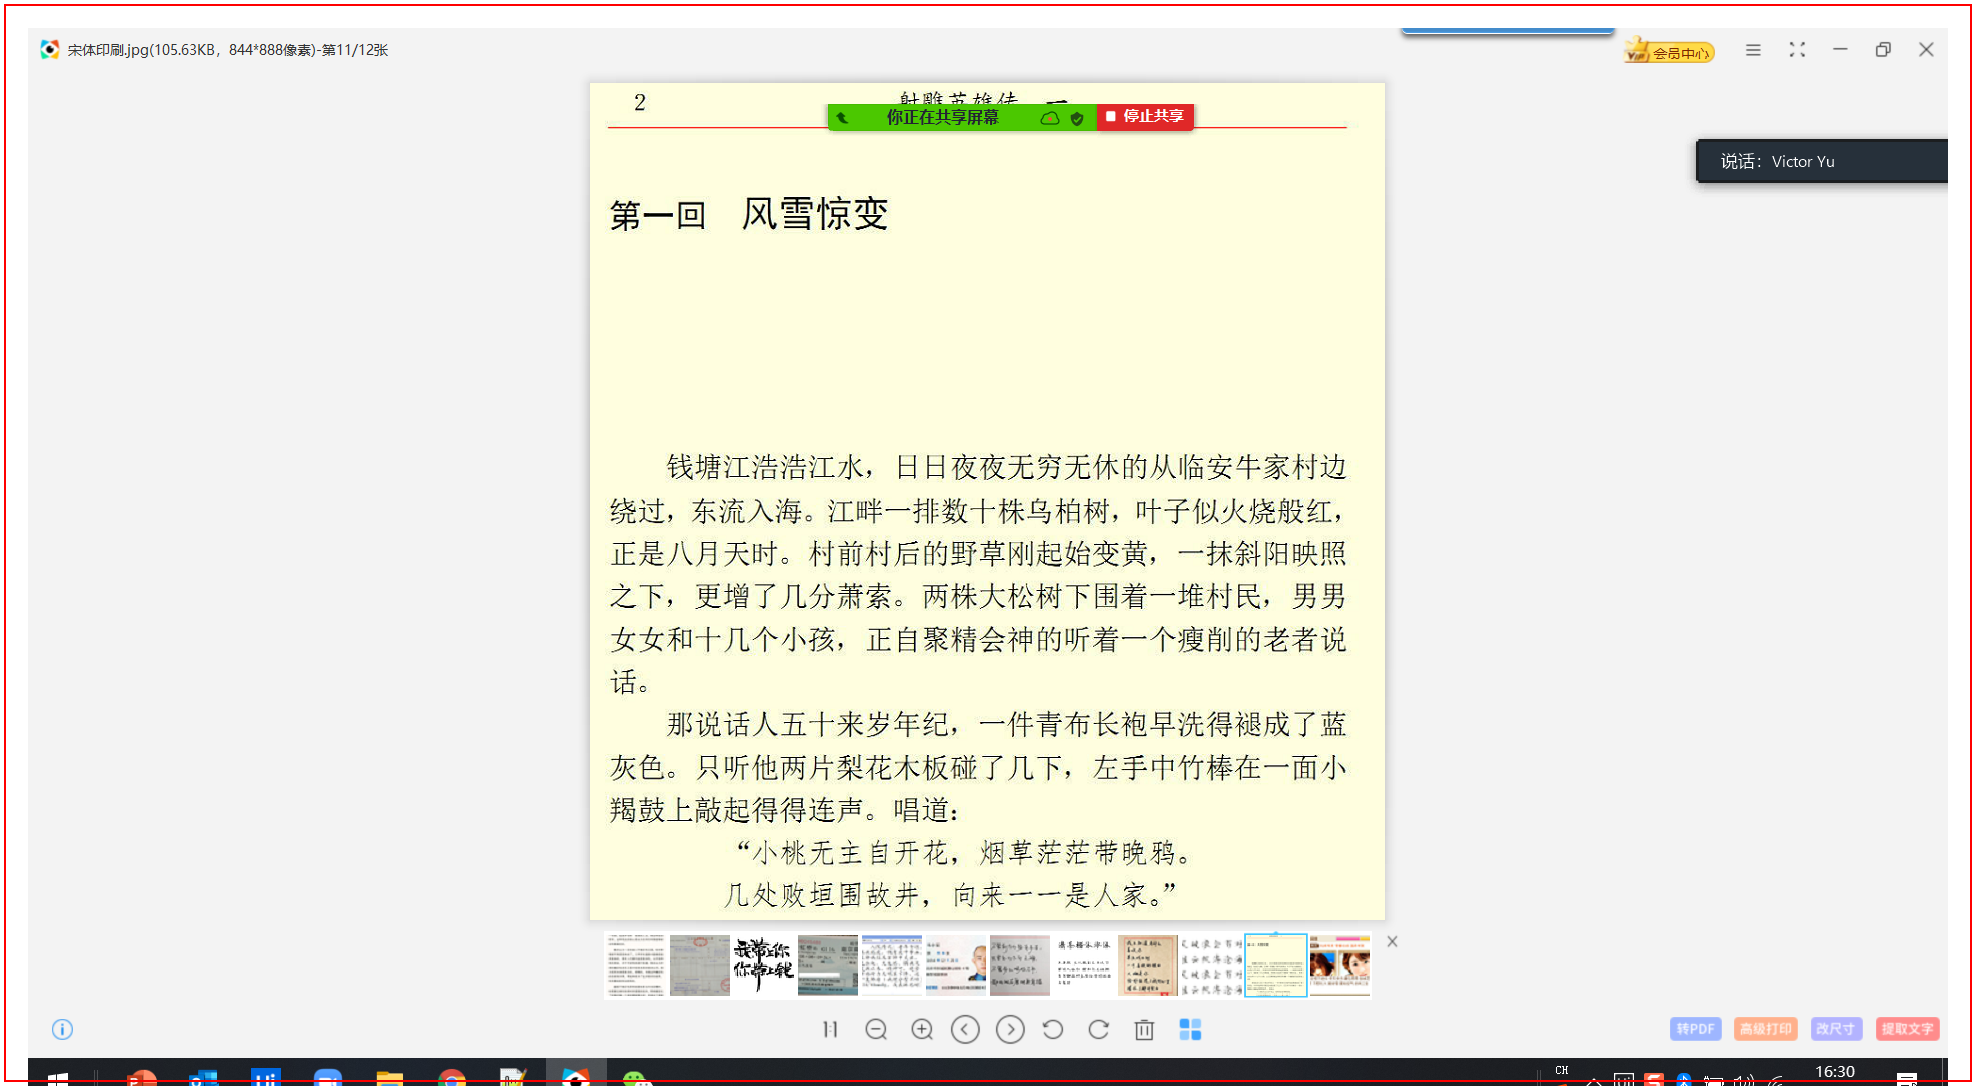 宋体印刷.jpg(105.63KB，844*888像素)-第11/12张
会员中心
2
射雕英雄传 一
你正在共享屏幕
停止共享
说话：Victor Yu
第一回 风雪惊变
钱塘江浩浩江水，日日夜夜无穷无休的从临安牛家村边
绕过，东流入海。江畔一排数十株乌柏树，叶子似火烧般红，
正是八月天时。村前村后的野草刚起始变黄，一抹斜阳映照
之下，更增了几分萧索。两株大松树下围着一堆村民，男男
女女和十几个小孩，正自聚精会神的听着一个瘦削的老者说
话。
那说话人五十来岁年纪，一件青布长袍早洗得褪成了蓝
灰色。只听他两片梨花木板碰了几下，左手中竹棒在一面小
羯鼓上敲起得得连声。唱道：
“小桃无主自开花，烟草茫茫带晚鸦。
几处败垣围故井，向来一一是人家。”
我带上你
你带上钱
1:1
转PDF
高级打印
改尺寸
提取文字
CH
16:30